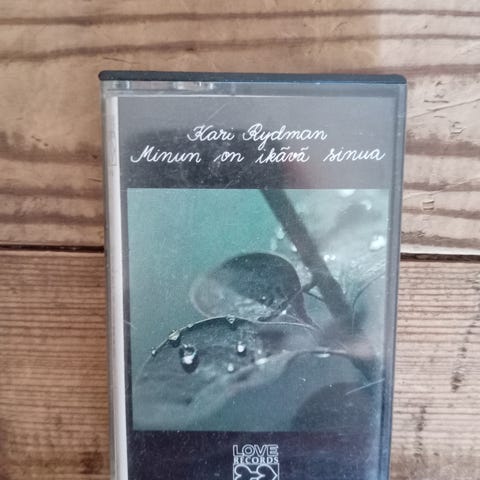 Kari Rydman
Minun on ikävä sinua
LOVE
RECORDS